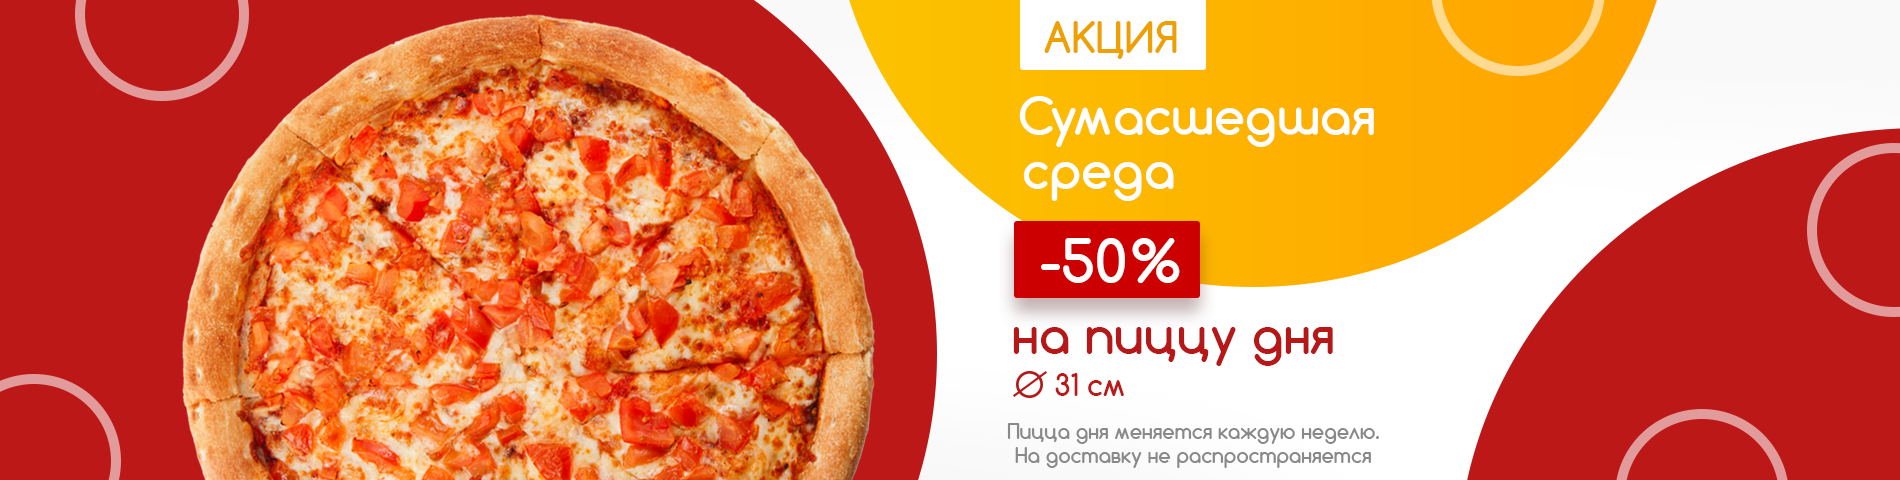 АКЦИЯ
Сумасшедшая
среда
-50%
на пиццу дня
Ø 31 см
Пицца дня меняется каждую неделю.
На доставку не распространяется